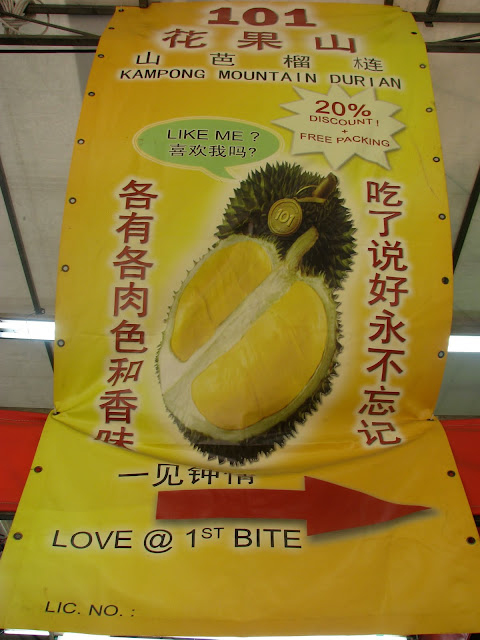 101
花果山
山芭榴梿
KAMPONG MOUNTAIN DURIAN
20%
DISCOUNT!
+
FREE PACKING
LIKE ME ?
喜欢我吗?
101
各有各肉色和香味
吃了说好永不忘记
一见钟情
LOVE @ 1ST BITE
LIC. NO. :